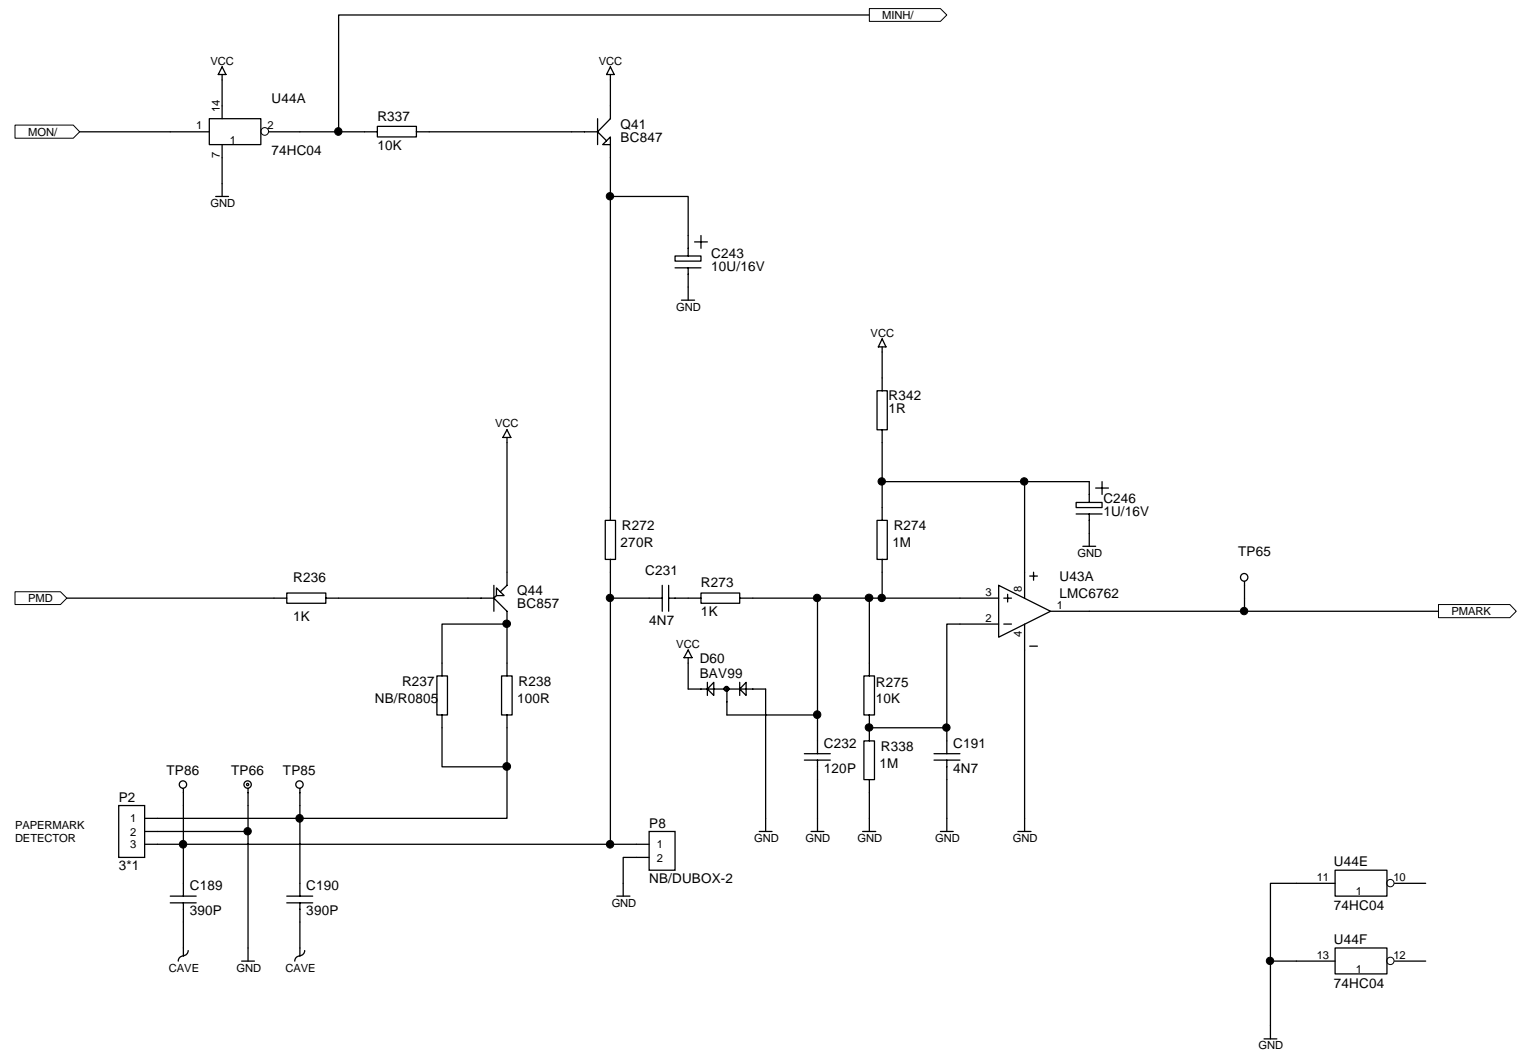 MINH/
VCC
14
U44A
MON/
1
1
2
7
74HC04
GND
R337
10K
VCC
Q41
BC847
+
C243
10U/16V
GND
VCC
R342
1R
VCC
R272
270R
R274
1M
+
C246
1U/16V
GND
TP65
PMD
R236
1K
Q44
BC857
C231
4N7
R273
1K
3
+
2
−
8
+
4
−
1
U43A
LMC6762
PMARK
VCC
D60
BAV99
R237
NB/R0805
R238
100R
R275
10K
C232
120P
R338
1M
C191
4N7
GND
GND
GND
GND
GND
TP86
TP66
TP85
P2
PAPERMARK
DETECTOR
1
2
3
3*1
P8
1
2
NB/DUBOX-2
GND
C189
390P
C190
390P
CAVE
GND
CAVE
U44E
11
1
10
74HC04
U44F
13
1
12
74HC04
GND